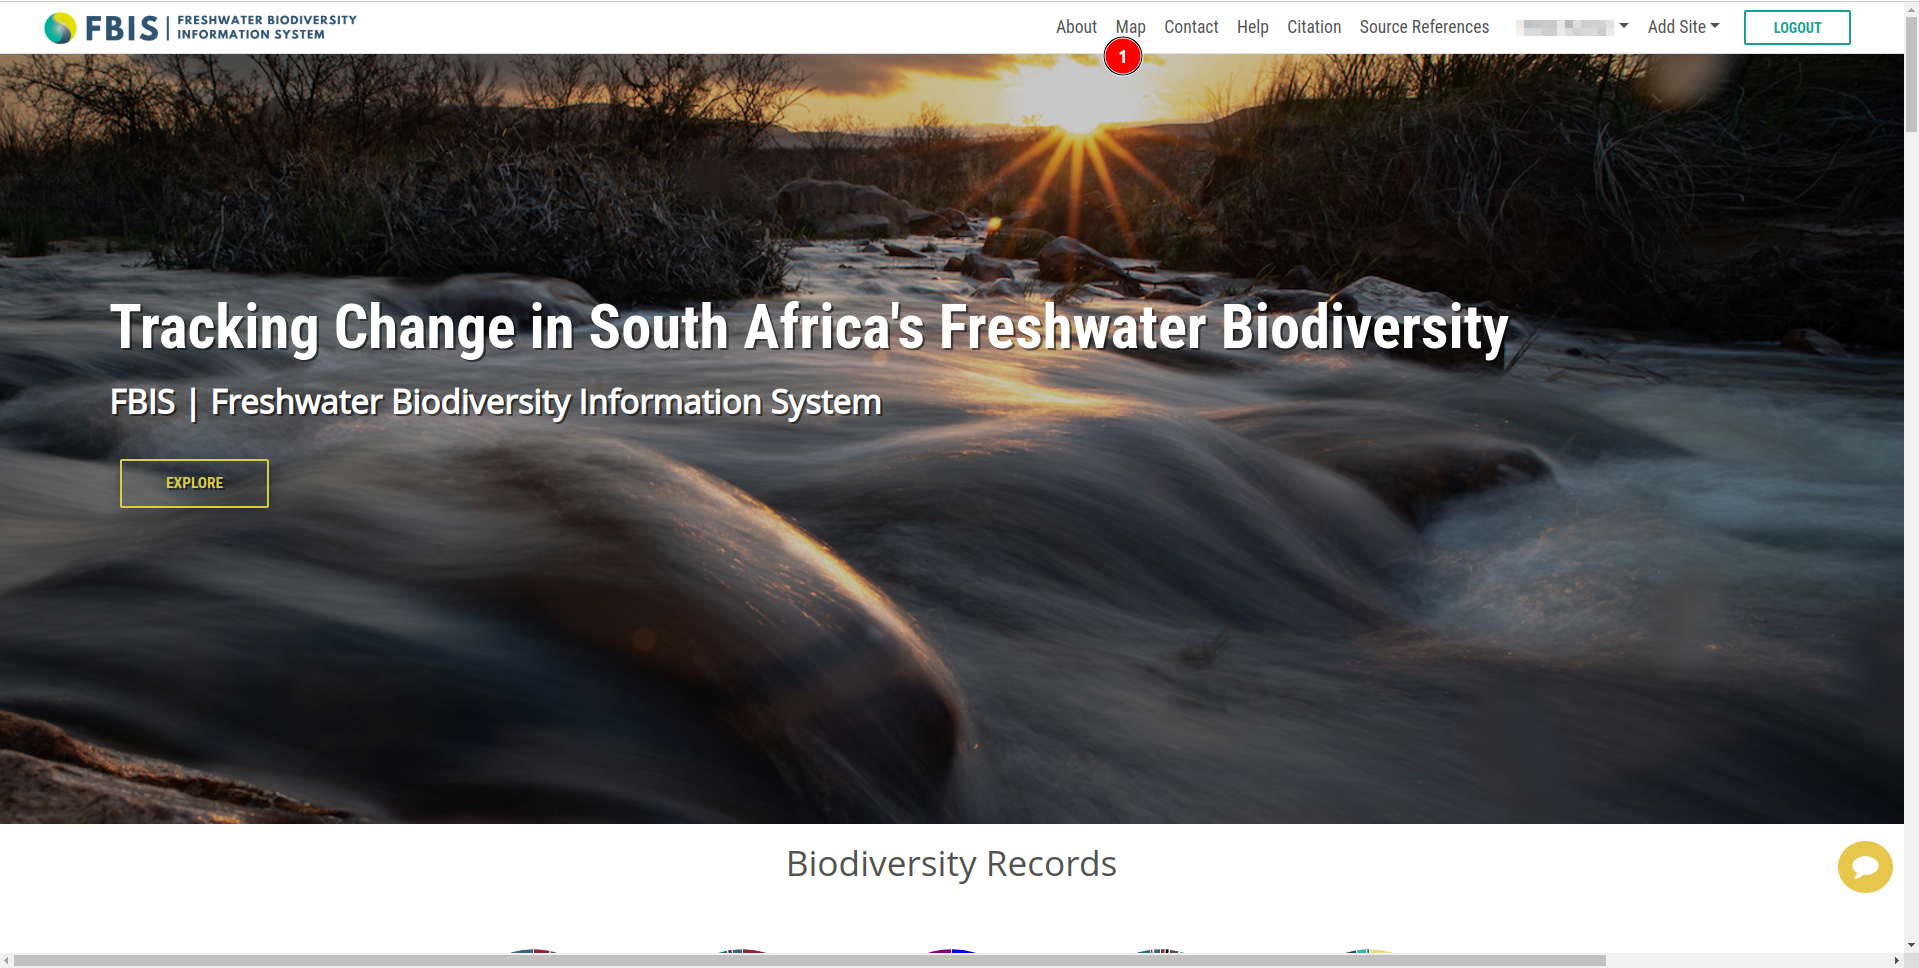 FBIS
FRESHWATER BIODIVERSITY
INFORMATION SYSTEM
About Map Contact Help Citation Source References Add Site LOGOUT
1
Tracking Change in South Africa's Freshwater Biodiversity
FBIS | Freshwater Biodiversity Information System
EXPLORE
Biodiversity Records